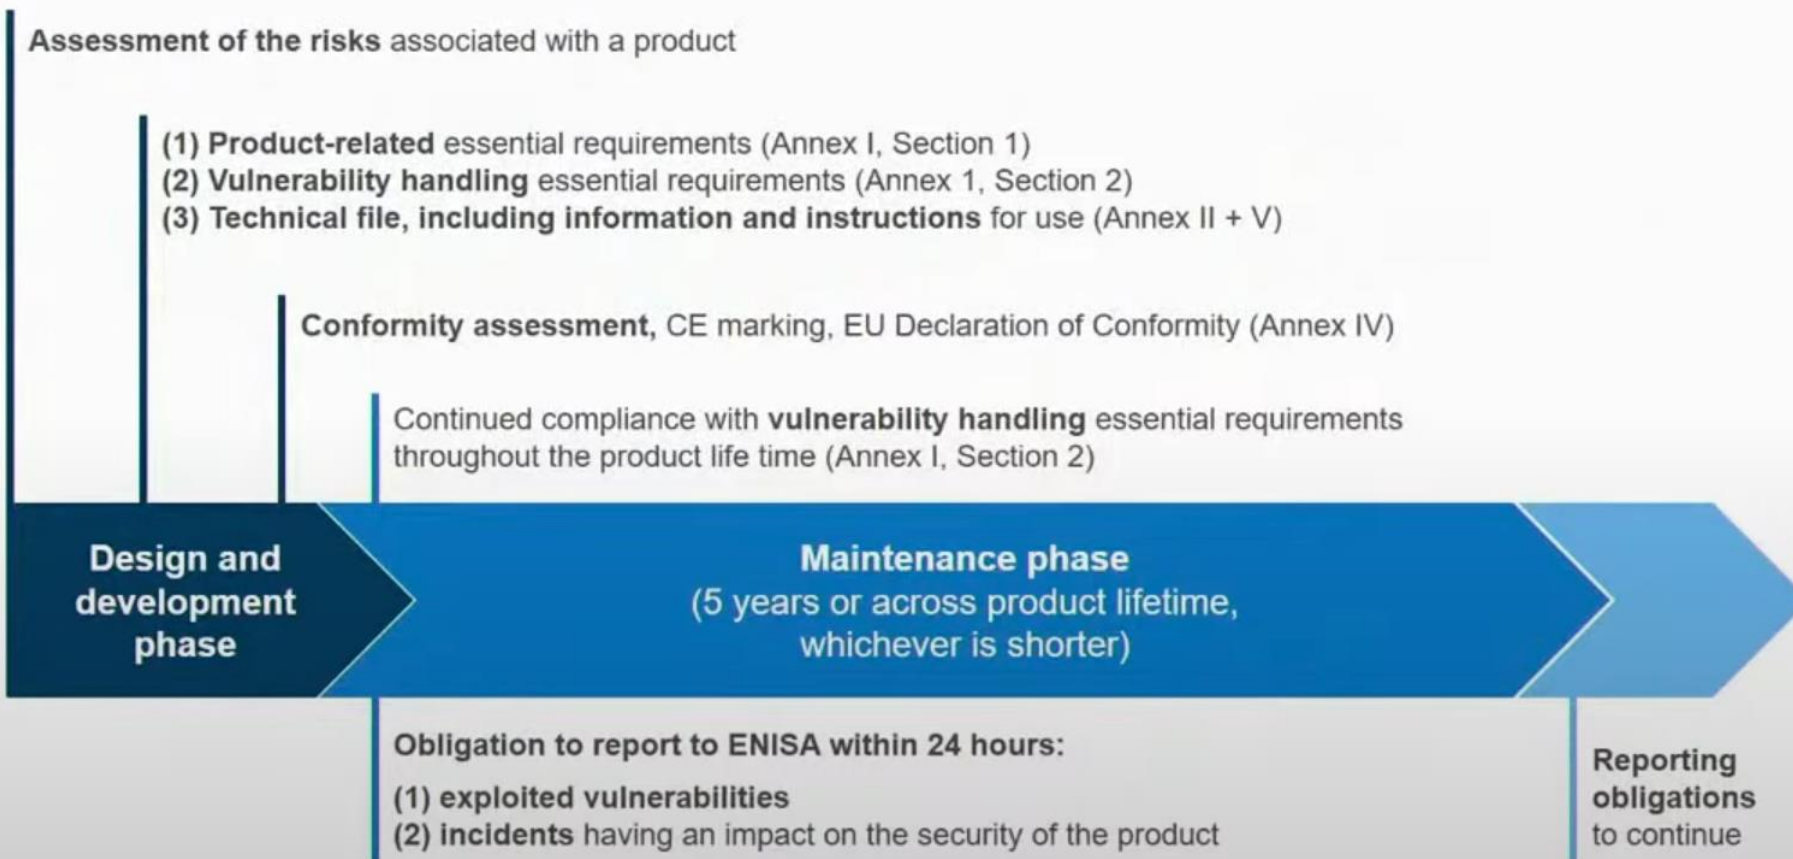 Assessment of the risks associated with a product
(1) Product-related essential requirements (Annex I, Section 1)
(2) Vulnerability handling essential requirements (Annex 1, Section 2)
(3) Technical file, including information and instructions for use (Annex II + V)
Conformity assessment, CE marking, EU Declaration of Conformity (Annex IV)
Continued compliance with vulnerability handling essential requirements
throughout the product life time (Annex I, Section 2)
Design and
development
phase
Maintenance phase
(5 years or across product lifetime,
whichever is shorter)
Obligation to report to ENISA within 24 hours:
(1) exploited vulnerabilities
(2) incidents having an impact on the security of the product
Reporting
obligations
to continue